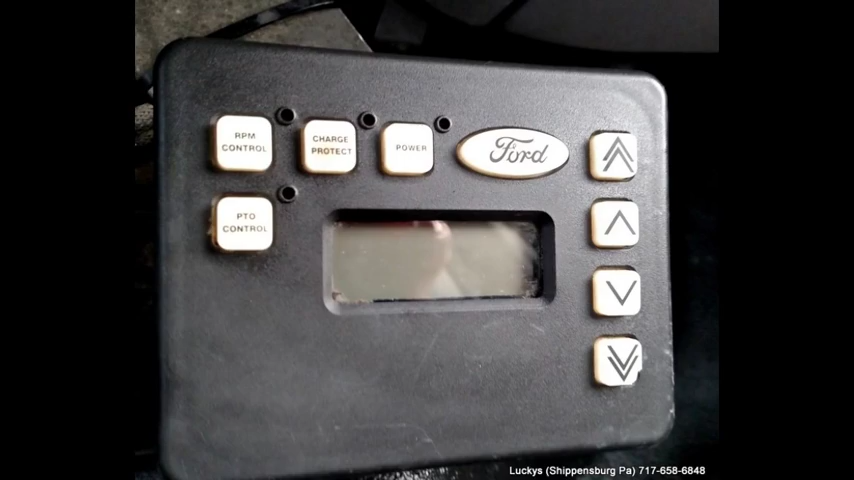 RPM
CONTROL
CHARGE
PROTECT
POWER
Ford
PTO
CONTROL
Luckys (Shippensburg Pa) 717-658-6848